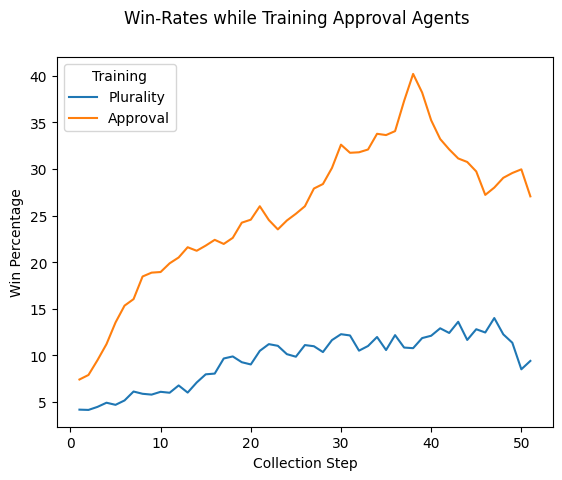 Win-Rates while Training Approval Agents
Training
Plurality
Approval
Win Percentage
40
35
30
25
20
15
10
5
0 10 20 30 40 50
Collection Step